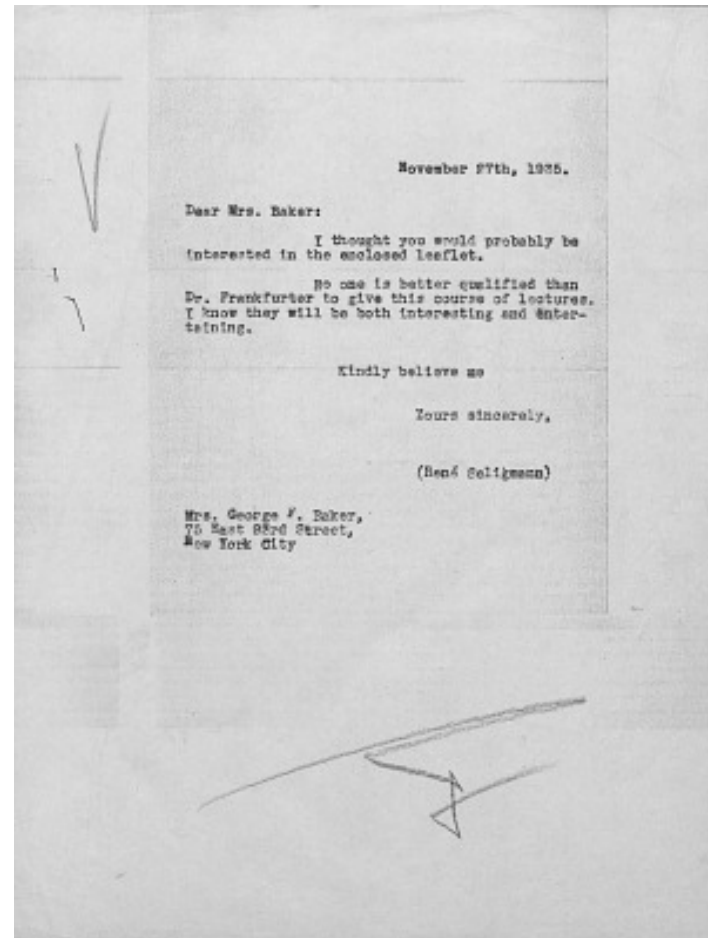 November 27th, 1935.
Dear Mrs. Baker:
I thought you would probably be
interested in the enclosed leaflet.
No one is better qualified than
Dr. Frankfurter to give this course of lectures.
I know they will be both interesting and enter-
taining.
Kindly believe me
Yours sincerely,
(René Seligmann)
Mrs. George F. Baker,
75 East 93rd Street,
New York City